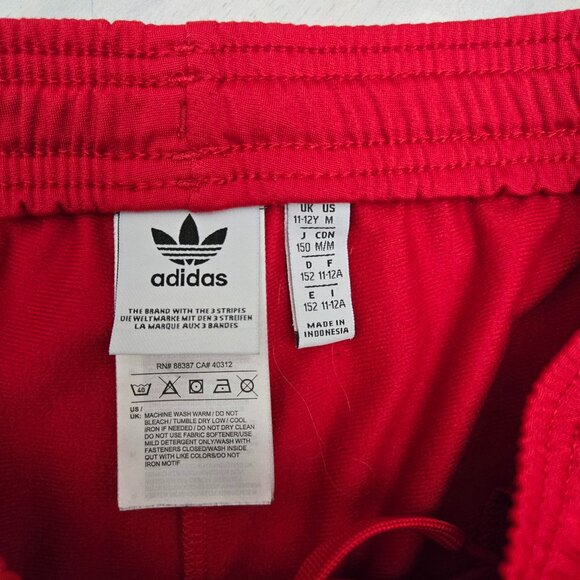 adidas
THE BRAND WITH THE 3 STRIPES
DIE WELTMARKE MIT DEN 3 STREIFEN
LA MARQUE AUX 3 BANDES
RN# 88387 CA# 40312
40
US /
UK: MACHINE WASH WARM / DO NOT
BLEACH / TUMBLE DRY LOW / COOL
IRON IF NEEDED / DO NOT DRY CLEAN
DO NOT USE FABRIC SOFTENER/USE
MILD DETERGENT ONLY/WASH WITH
FASTENERS CLOSED/WASH INSIDE
OUT WITH LIKE COLORS/DO NOT
IRON MOTIF
UK US
11-12Y M
J CDN
150 M/M
D F
152 11-12A
E I
152 11-12A
MADE IN
INDONESIA